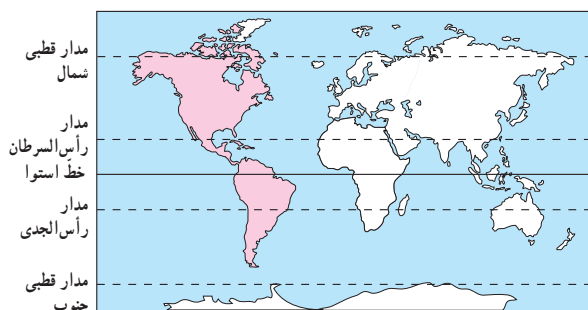 مدار قطبی
شمال
مدار
رأس‌السرطان
خطّ استوا
مدار
رأس‌الجدی
مدار قطبی
جنوب